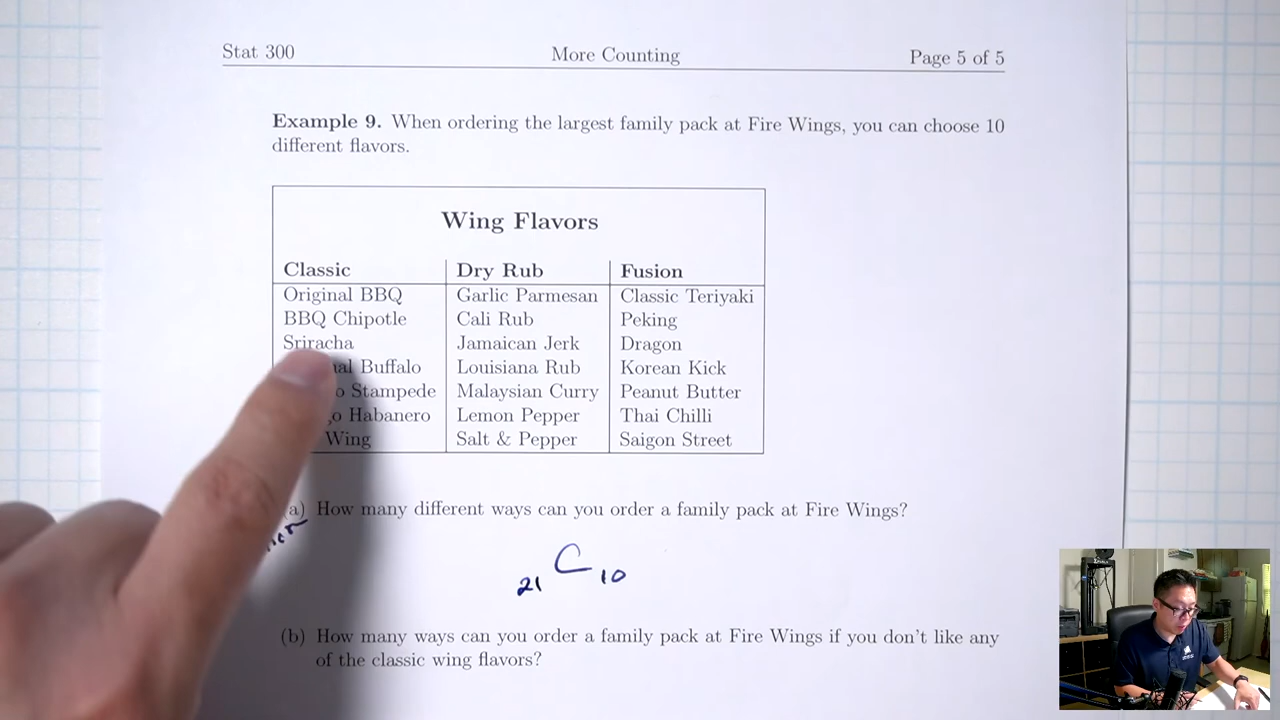 Stat 300 More Counting Page 5 of 5
Example 9. When ordering the largest family pack at Fire Wings, you can choose 10
different flavors.
Wing Flavors
Classic Dry Rub Fusion
Original BBQ Garlic Parmesan Classic Teriyaki
BBQ Chipotle Cali Rub Peking
Sriracha Jamaican Jerk Dragon
Buffalo Louisiana Rub Korean Kick
Stampede Malaysian Curry Peanut Butter
Habanero Lemon Pepper Thai Chilli
Wing Salt & Pepper Saigon Street
a) How many different ways can you order a family pack at Fire Wings?
21 C 10
(b) How many ways can you order a family pack at Fire Wings if you don't like any
of the classic wing flavors?